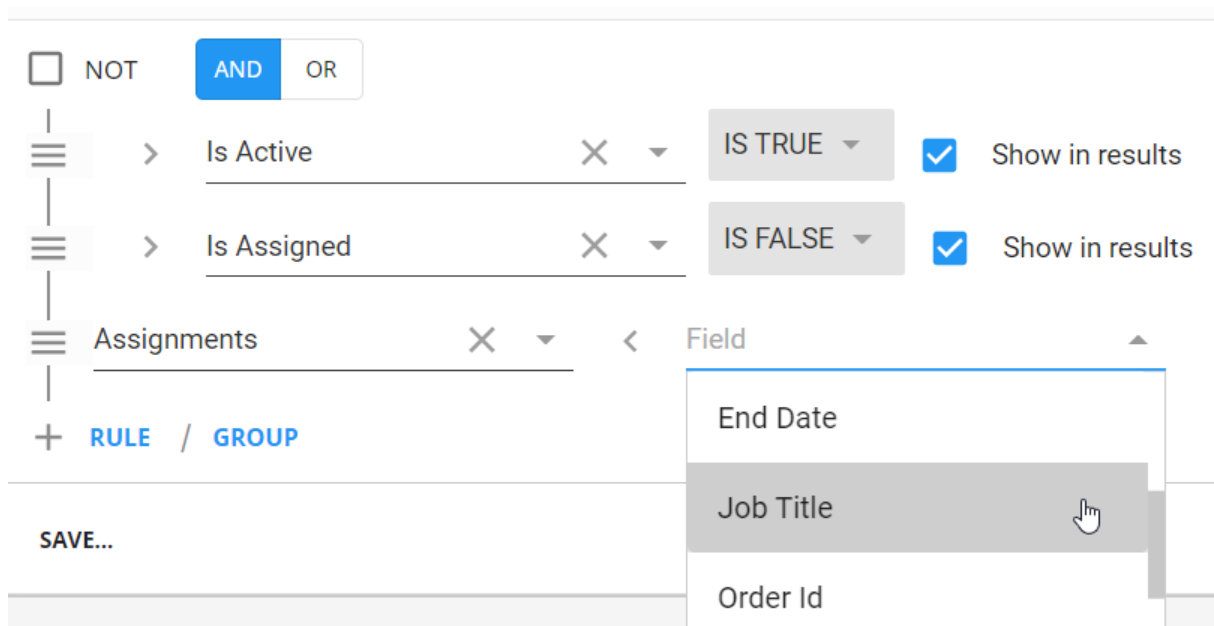 NOT AND OR
Is Active IS TRUE Show in results
Is Assigned IS FALSE Show in results
Assignments Field
End Date
+ RULE / GROUP
Job Title
SAVE...
Order Id